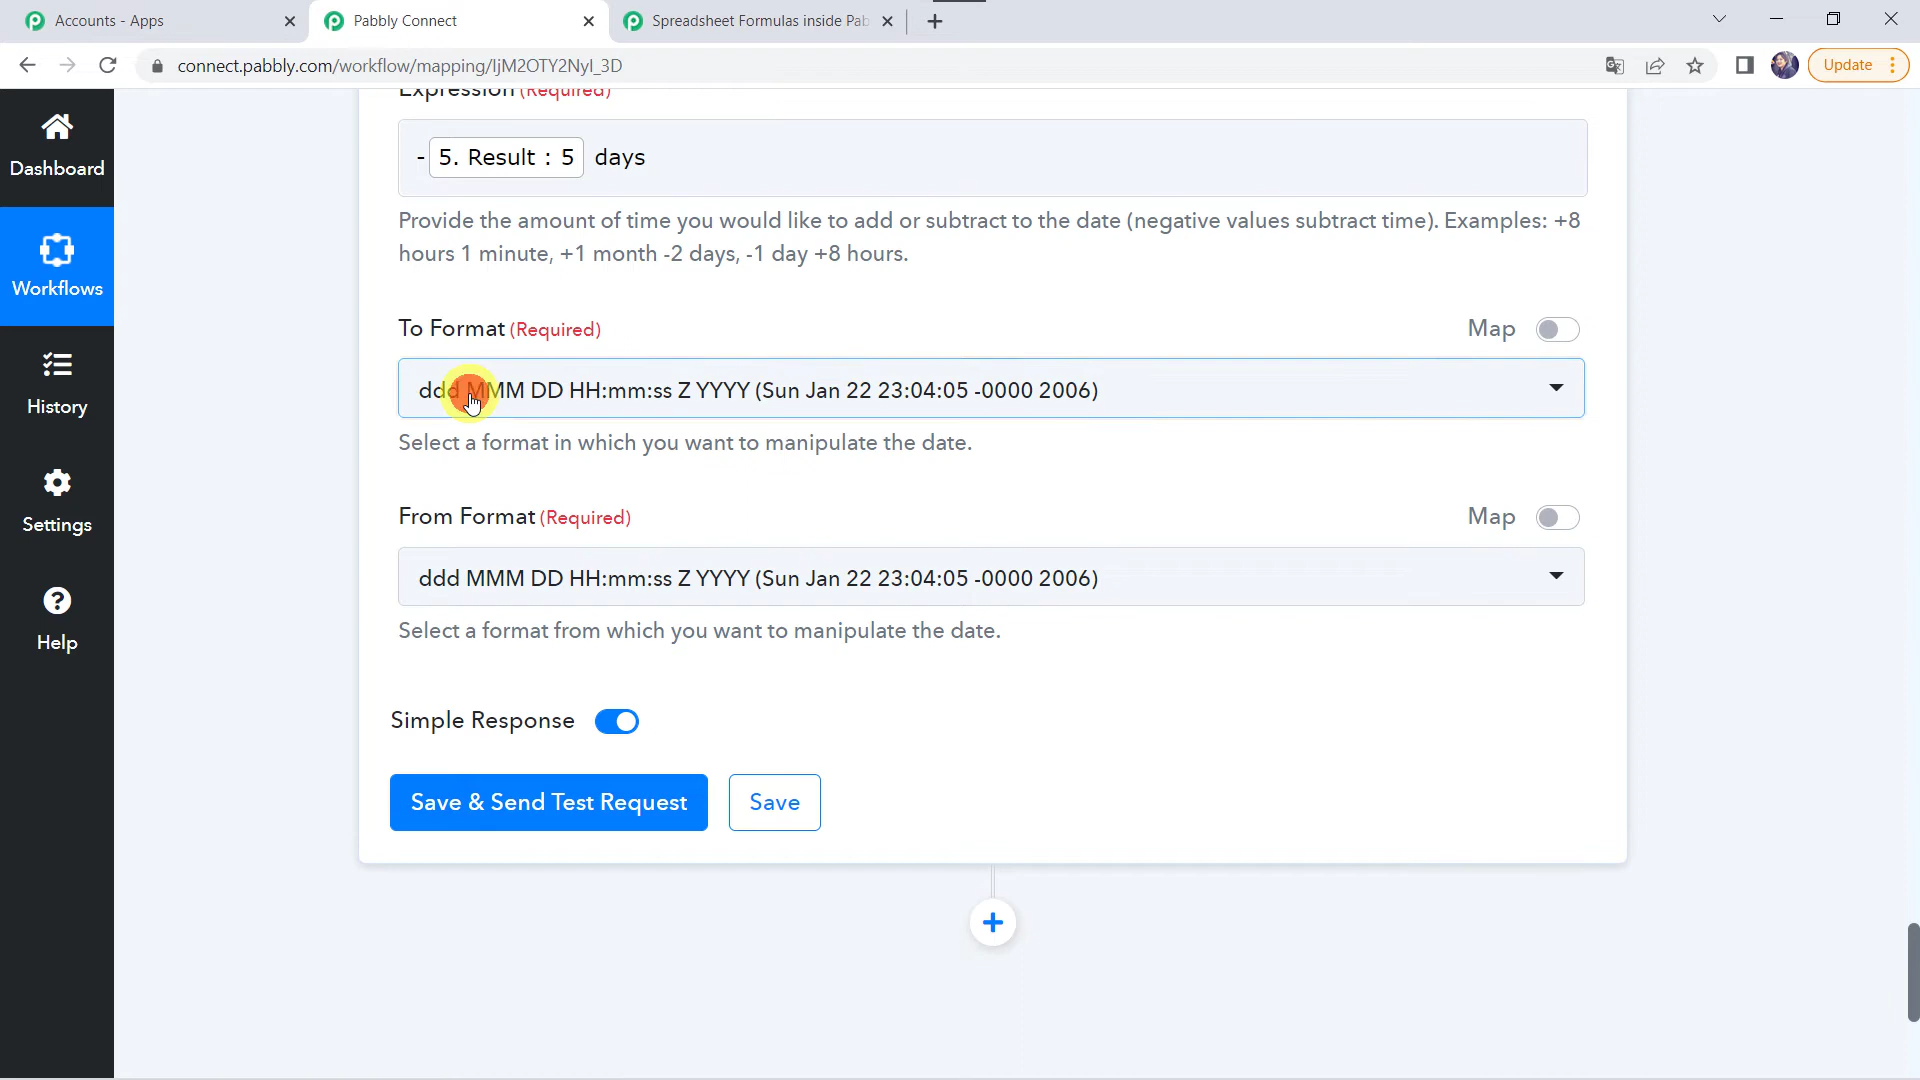 Accounts - Apps
Pabbly Connect
Spreadsheet Formulas inside Pab
connect.pabbly.com/workflow/mapping/IjM2OTY2NyI_3D
Update
Dashboard
Workflows
History
Settings
Help
Expression (Required)
- 5. Result : 5 days
Provide the amount of time you would like to add or subtract to the date (negative values subtract time). Examples: +8
hours 1 minute, +1 month -2 days, -1 day +8 hours.
To Format (Required)
Map
ddd MMM DD HH:mm:ss Z YYYY (Sun Jan 22 23:04:05 -0000 2006)
Select a format in which you want to manipulate the date.
From Format (Required)
Map
ddd MMM DD HH:mm:ss Z YYYY (Sun Jan 22 23:04:05 -0000 2006)
Select a format from which you want to manipulate the date.
Simple Response
Save & Send Test Request
Save